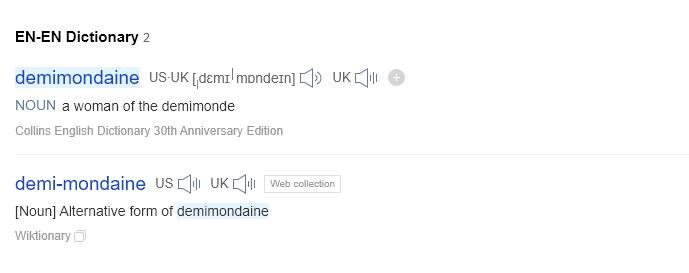 EN-EN Dictionary 2
demimondaine US·UK [ˌdɛmɪˈmɒndeɪn] UK
NOUN a woman of the demimonde
Collins English Dictionary 30th Anniversary Edition
demi-mondaine US UK Web collection
[Noun] Alternative form of demimondaine
Wiktionary